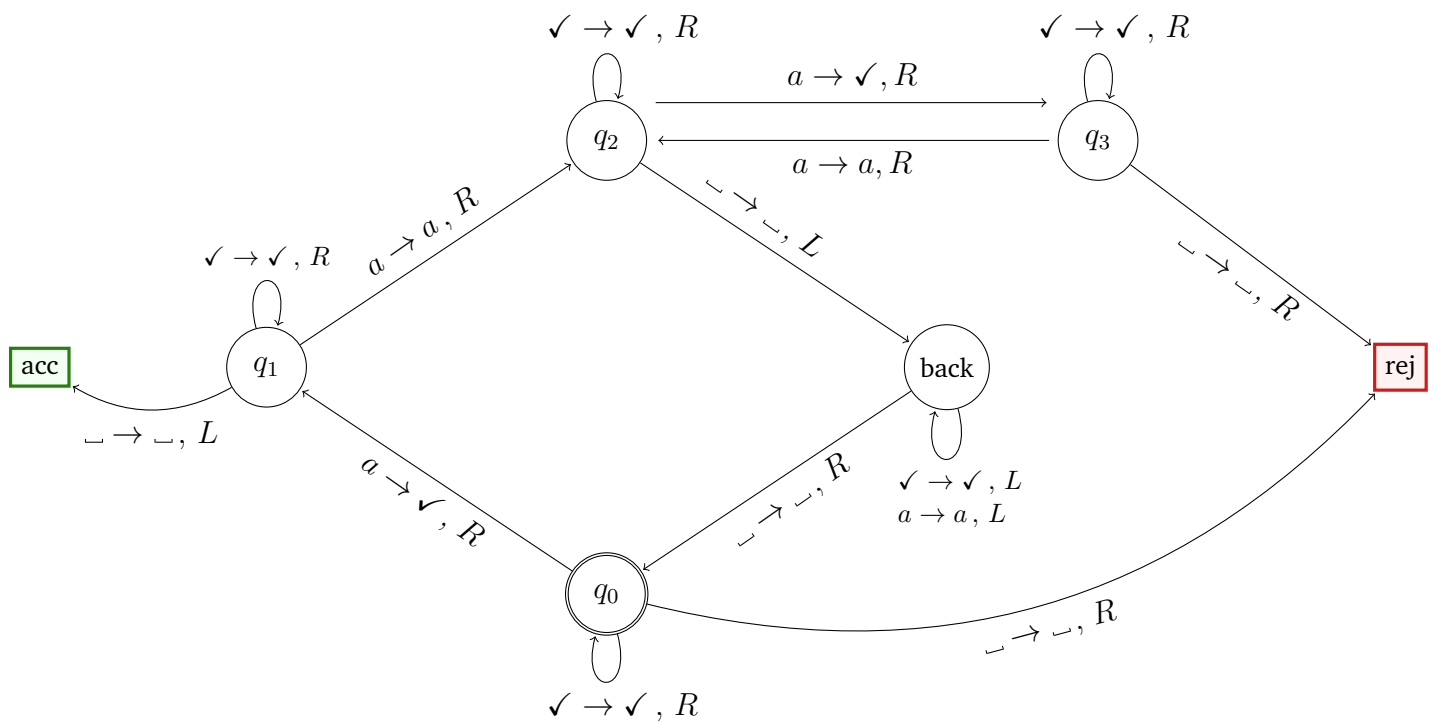 ✓ → ✓ , R
✓ → ✓ , R
a → ✓, R
q₂
q₃
a → a, R
␣ → ␣, L
a → a , R
✓ → ✓ , R
␣ → ␣, R
acc
q₁
back
rej
␣ → ␣ , L
a → ✓, R
␣ → ␣, R
✓ → ✓ , L
a → a , L
q₀
␣ → ␣, R
✓ → ✓ , R